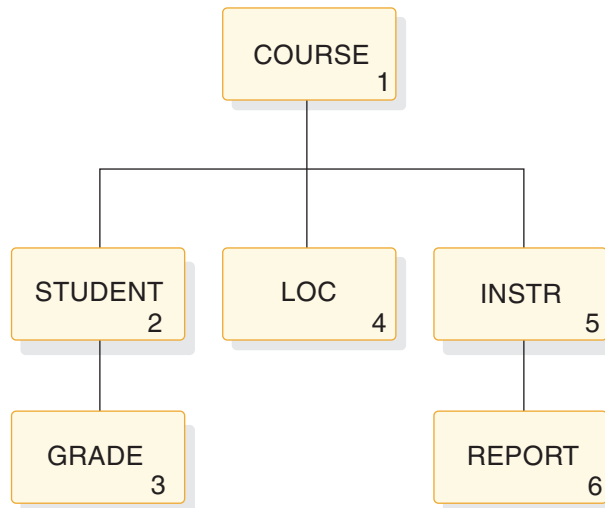 COURSE
1
STUDENT
2
LOC
4
INSTR
5
GRADE
3
REPORT
6